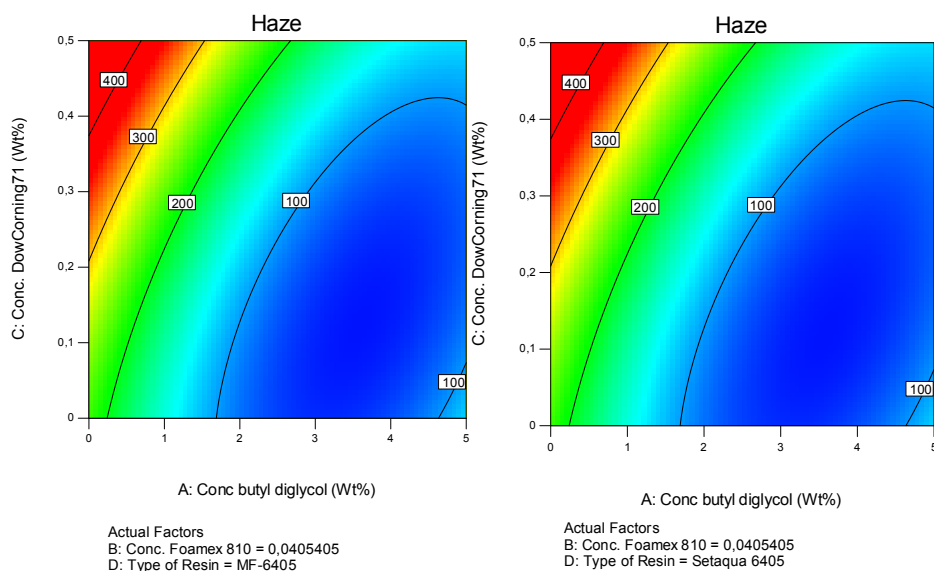 Haze
0,5
0,4
0,3
0,2
0,1
0
C: Conc. DowCorning71 (Wt%)
400
300
200
100
100
0 1 2 3 4 5
A: Conc butyl diglycol (Wt%)
Actual Factors
B: Conc. Foamex 810 = 0,0405405
D: Type of Resin = MF-6405
Haze
0,5
0,4
0,3
0,2
0,1
0
C: Conc. DowCorning71 (Wt%)
400
300
200
100
100
0 1 2 3 4 5
A: Conc butyl diglycol (Wt%)
Actual Factors
B: Conc. Foamex 810 = 0,0405405
D: Type of Resin = Setaqua 6405